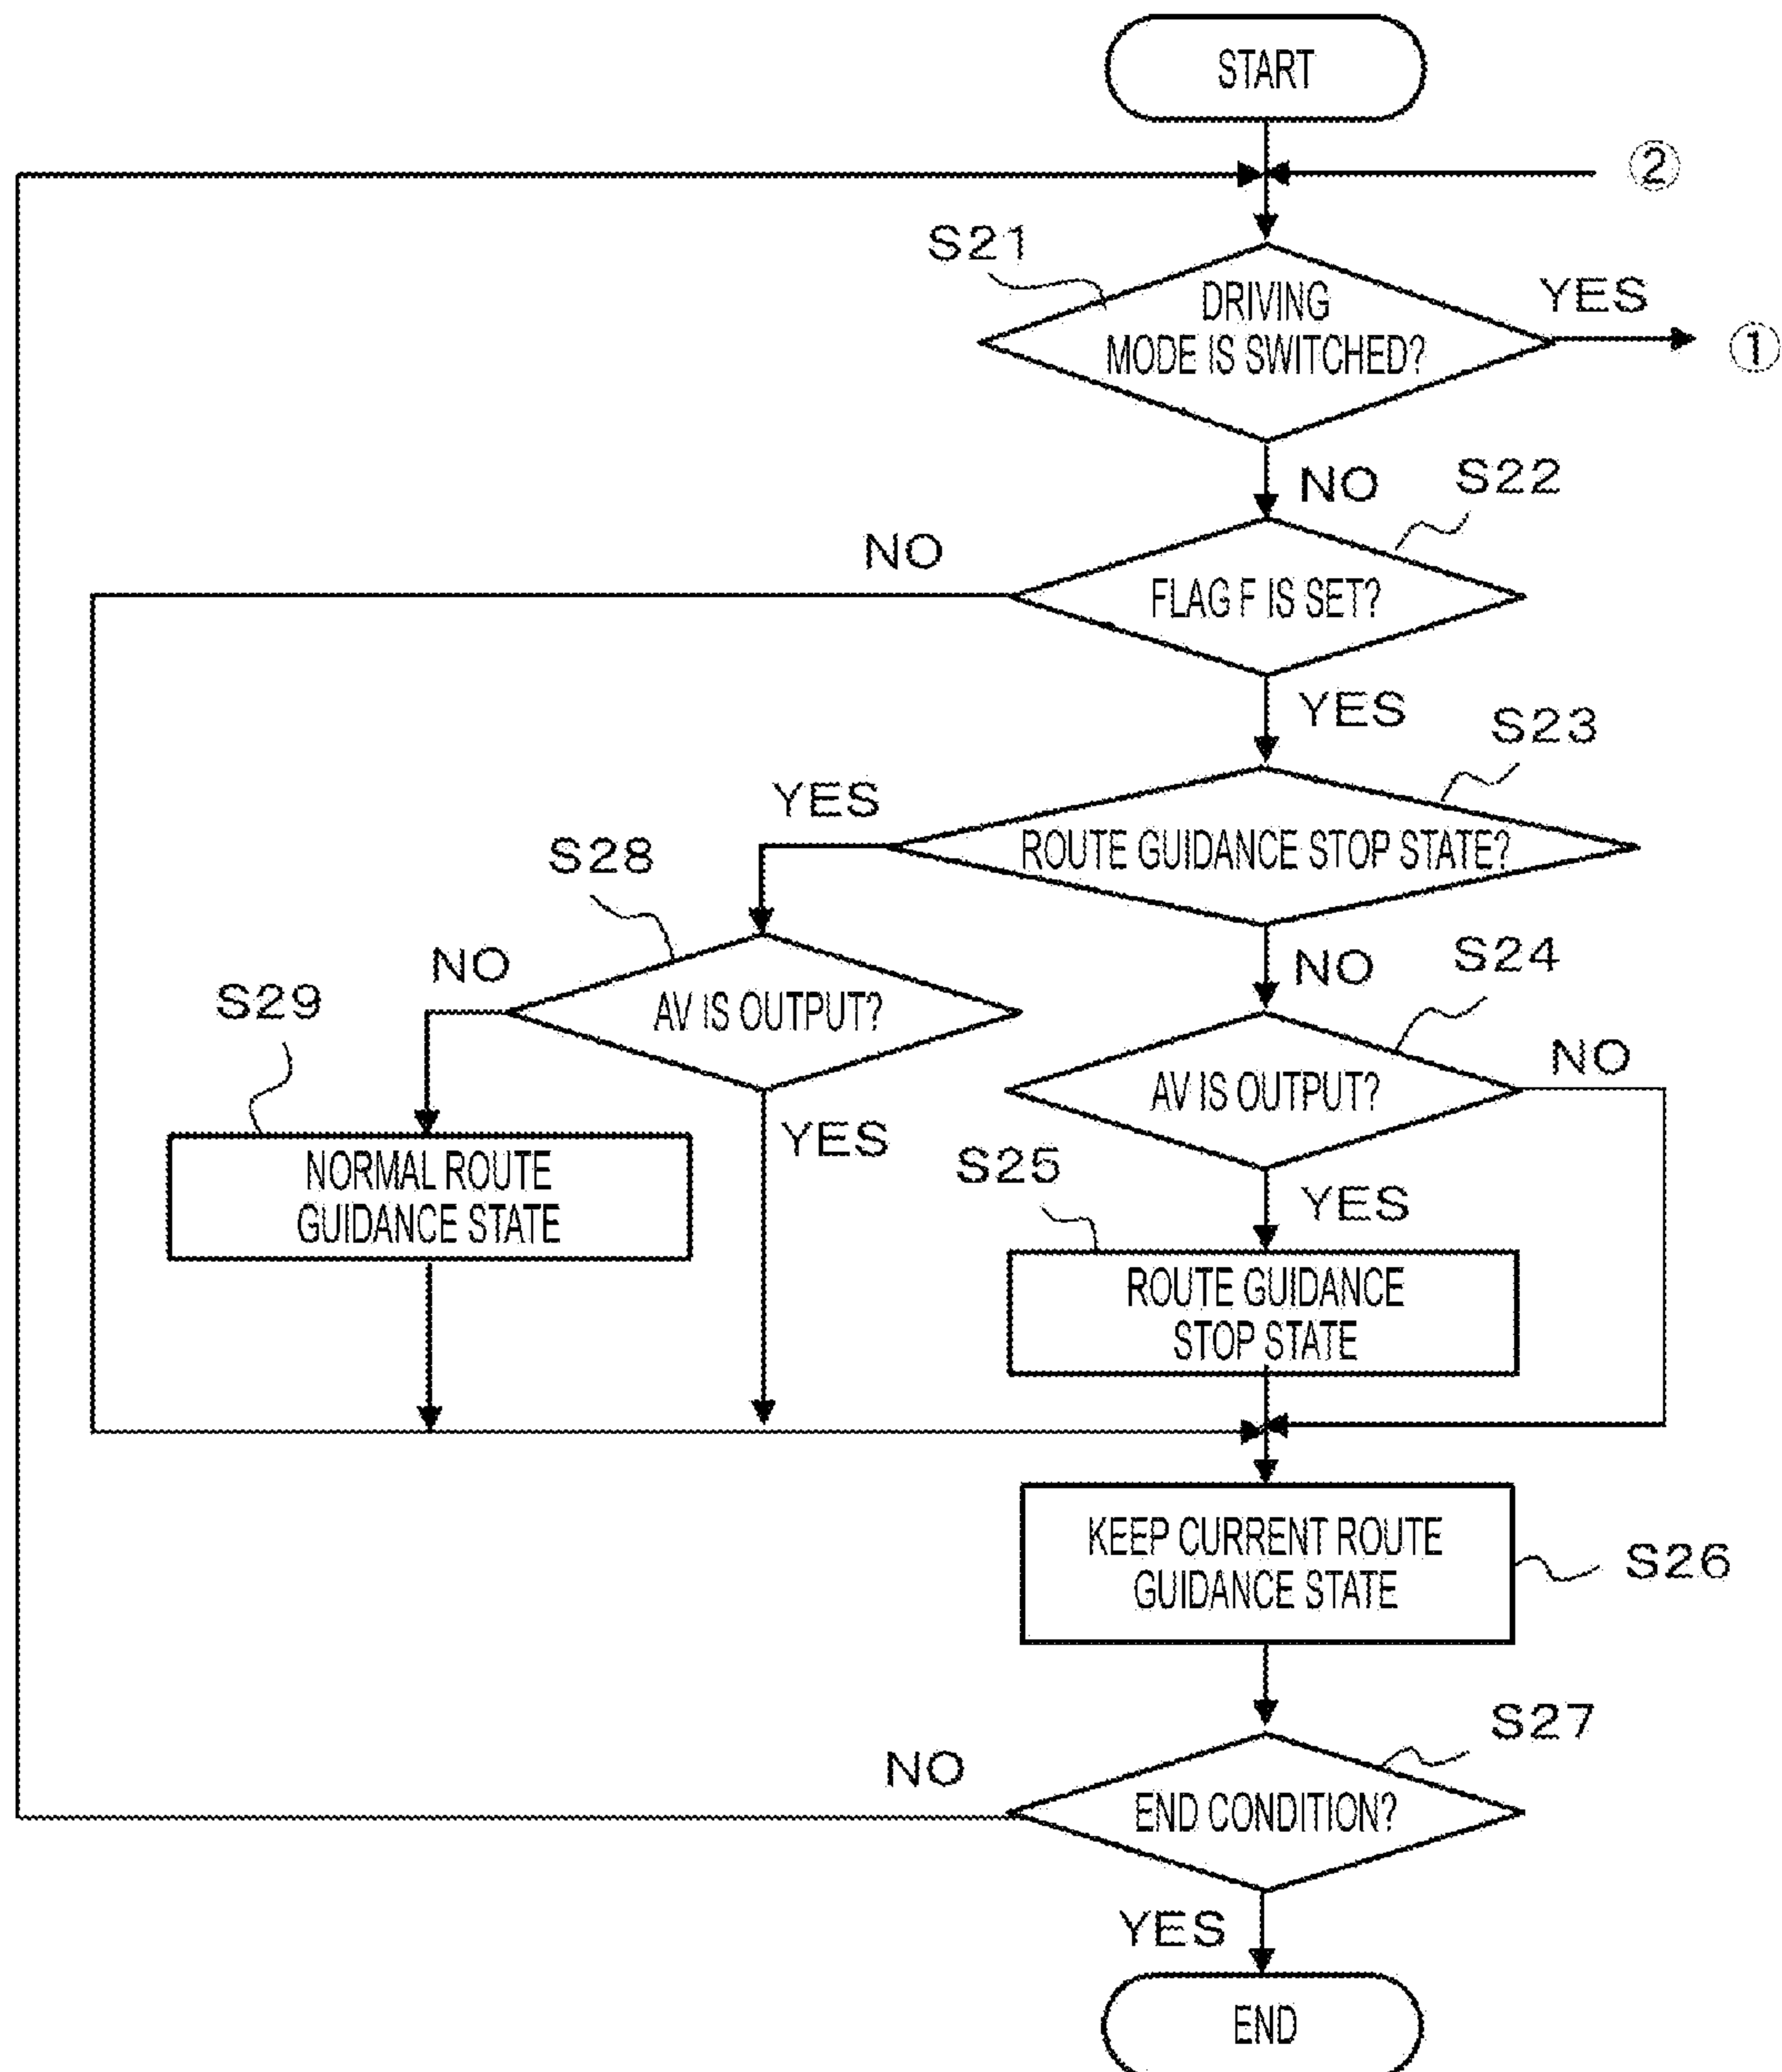 START
②
S21
DRIVING
MODE IS SWITCHED?
YES
①
NO
S22
NO
FLAG F IS SET?
YES
S23
YES
ROUTE GUIDANCE STOP STATE?
S28
NO
S24
NO
AV IS OUTPUT?
S29
AV IS OUTPUT?
NO
YES
NORMAL ROUTE
GUIDANCE STATE
S25
YES
ROUTE GUIDANCE
STOP STATE
KEEP CURRENT ROUTE
GUIDANCE STATE
S26
S27
NO
END CONDITION?
YES
END